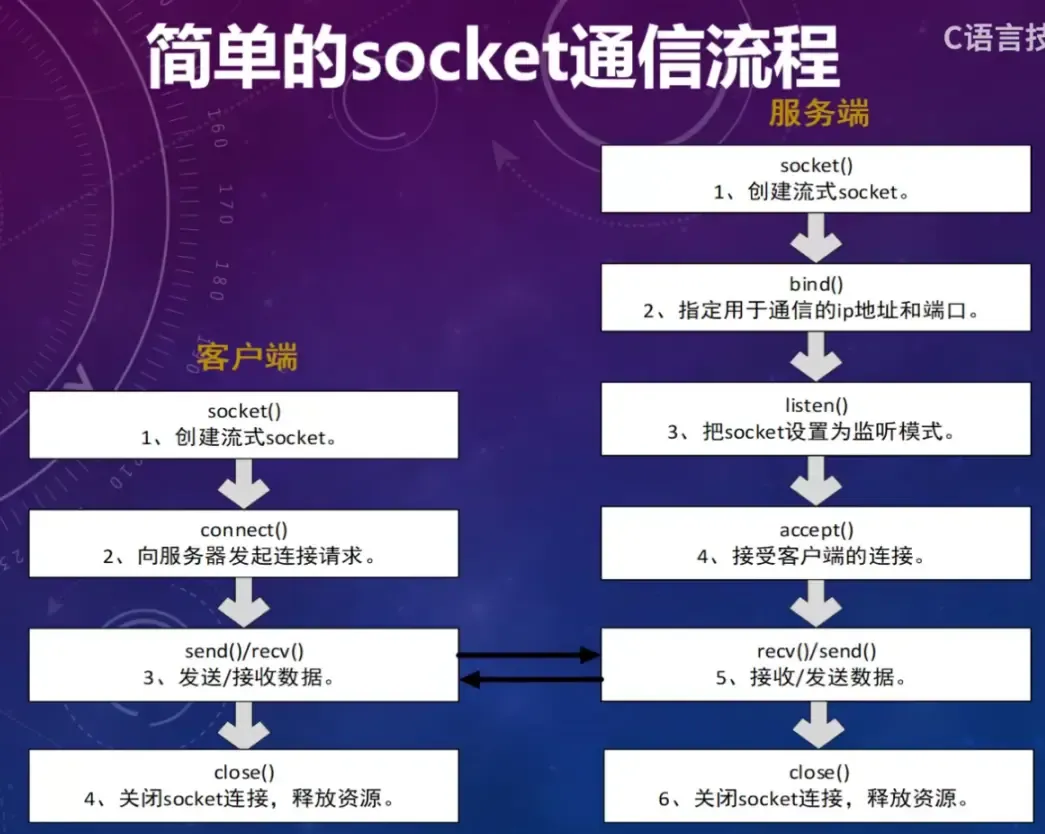 简单的socket通信流程
C语言技
服务端
socket()
1、创建流式socket。
bind()
2、指定用于通信的ip地址和端口。
listen()
3、把socket设置为监听模式。
accept()
4、接受客户端的连接。
recv()/send()
5、接收/发送数据。
close()
6、关闭socket连接，释放资源。
客户端
socket()
1、创建流式socket。
connect()
2、向服务器发起连接请求。
send()/recv()
3、发送/接收数据。
close()
4、关闭socket连接，释放资源。
160
170
180
190
210